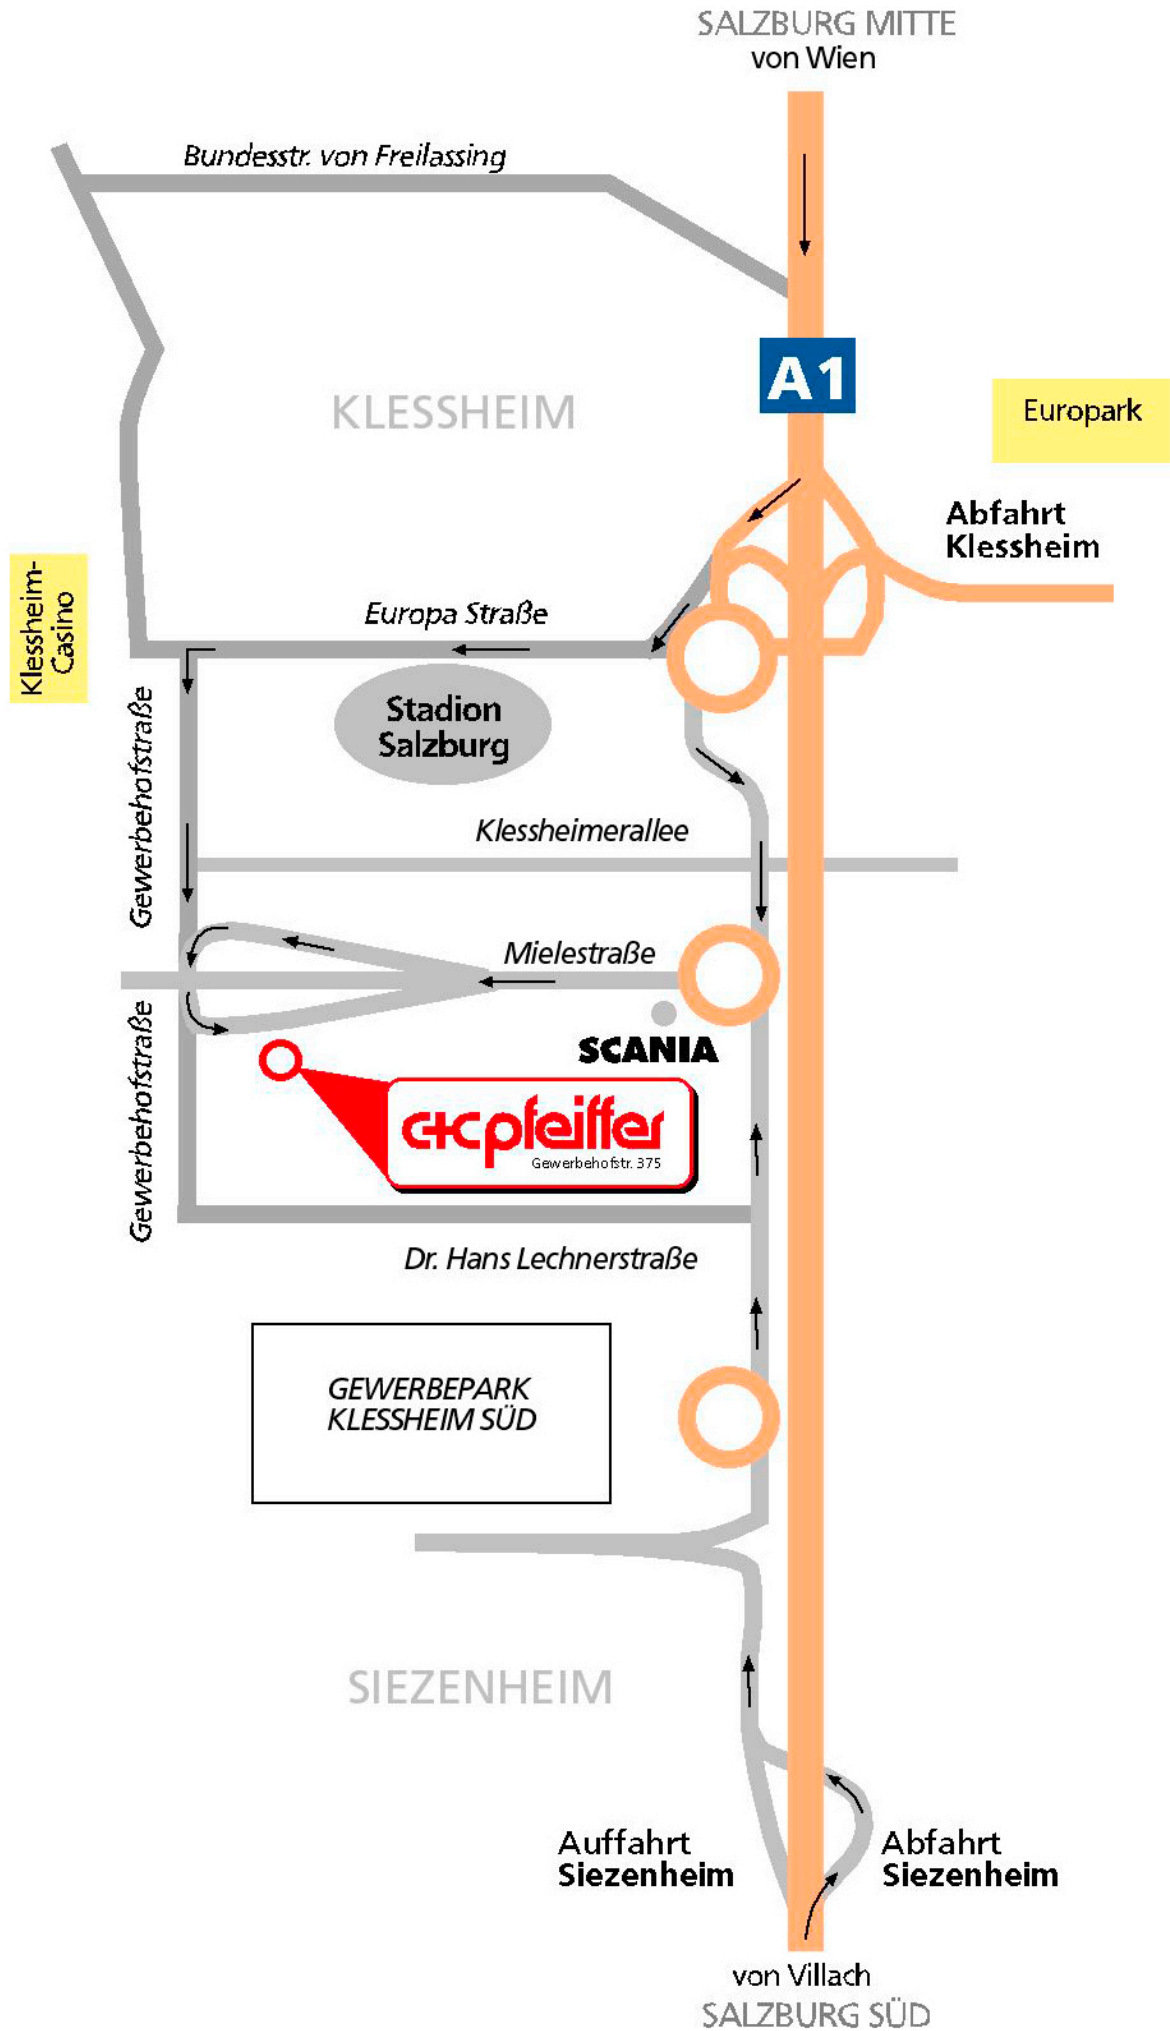 SALZBURG MITTE
von Wien
Bundesstr. von Freilassing
A1
KLESSHEIM
Europark
Abfahrt
Klessheim
Klessheim-
Casino
Europa Straße
Stadion
Salzburg
Gewerbehofstraße
Klessheimerallee
Mielestraße
Gewerbehofstraße
SCANIA
c+c pfeiffer
Gewerbehofstr. 375
Dr. Hans Lechnerstraße
GEWERBEPARK
KLESSHEIM SÜD
SIEZENHEIM
Auffahrt
Siezenheim
Abfahrt
Siezenheim
von Villach
SALZBURG SÜD